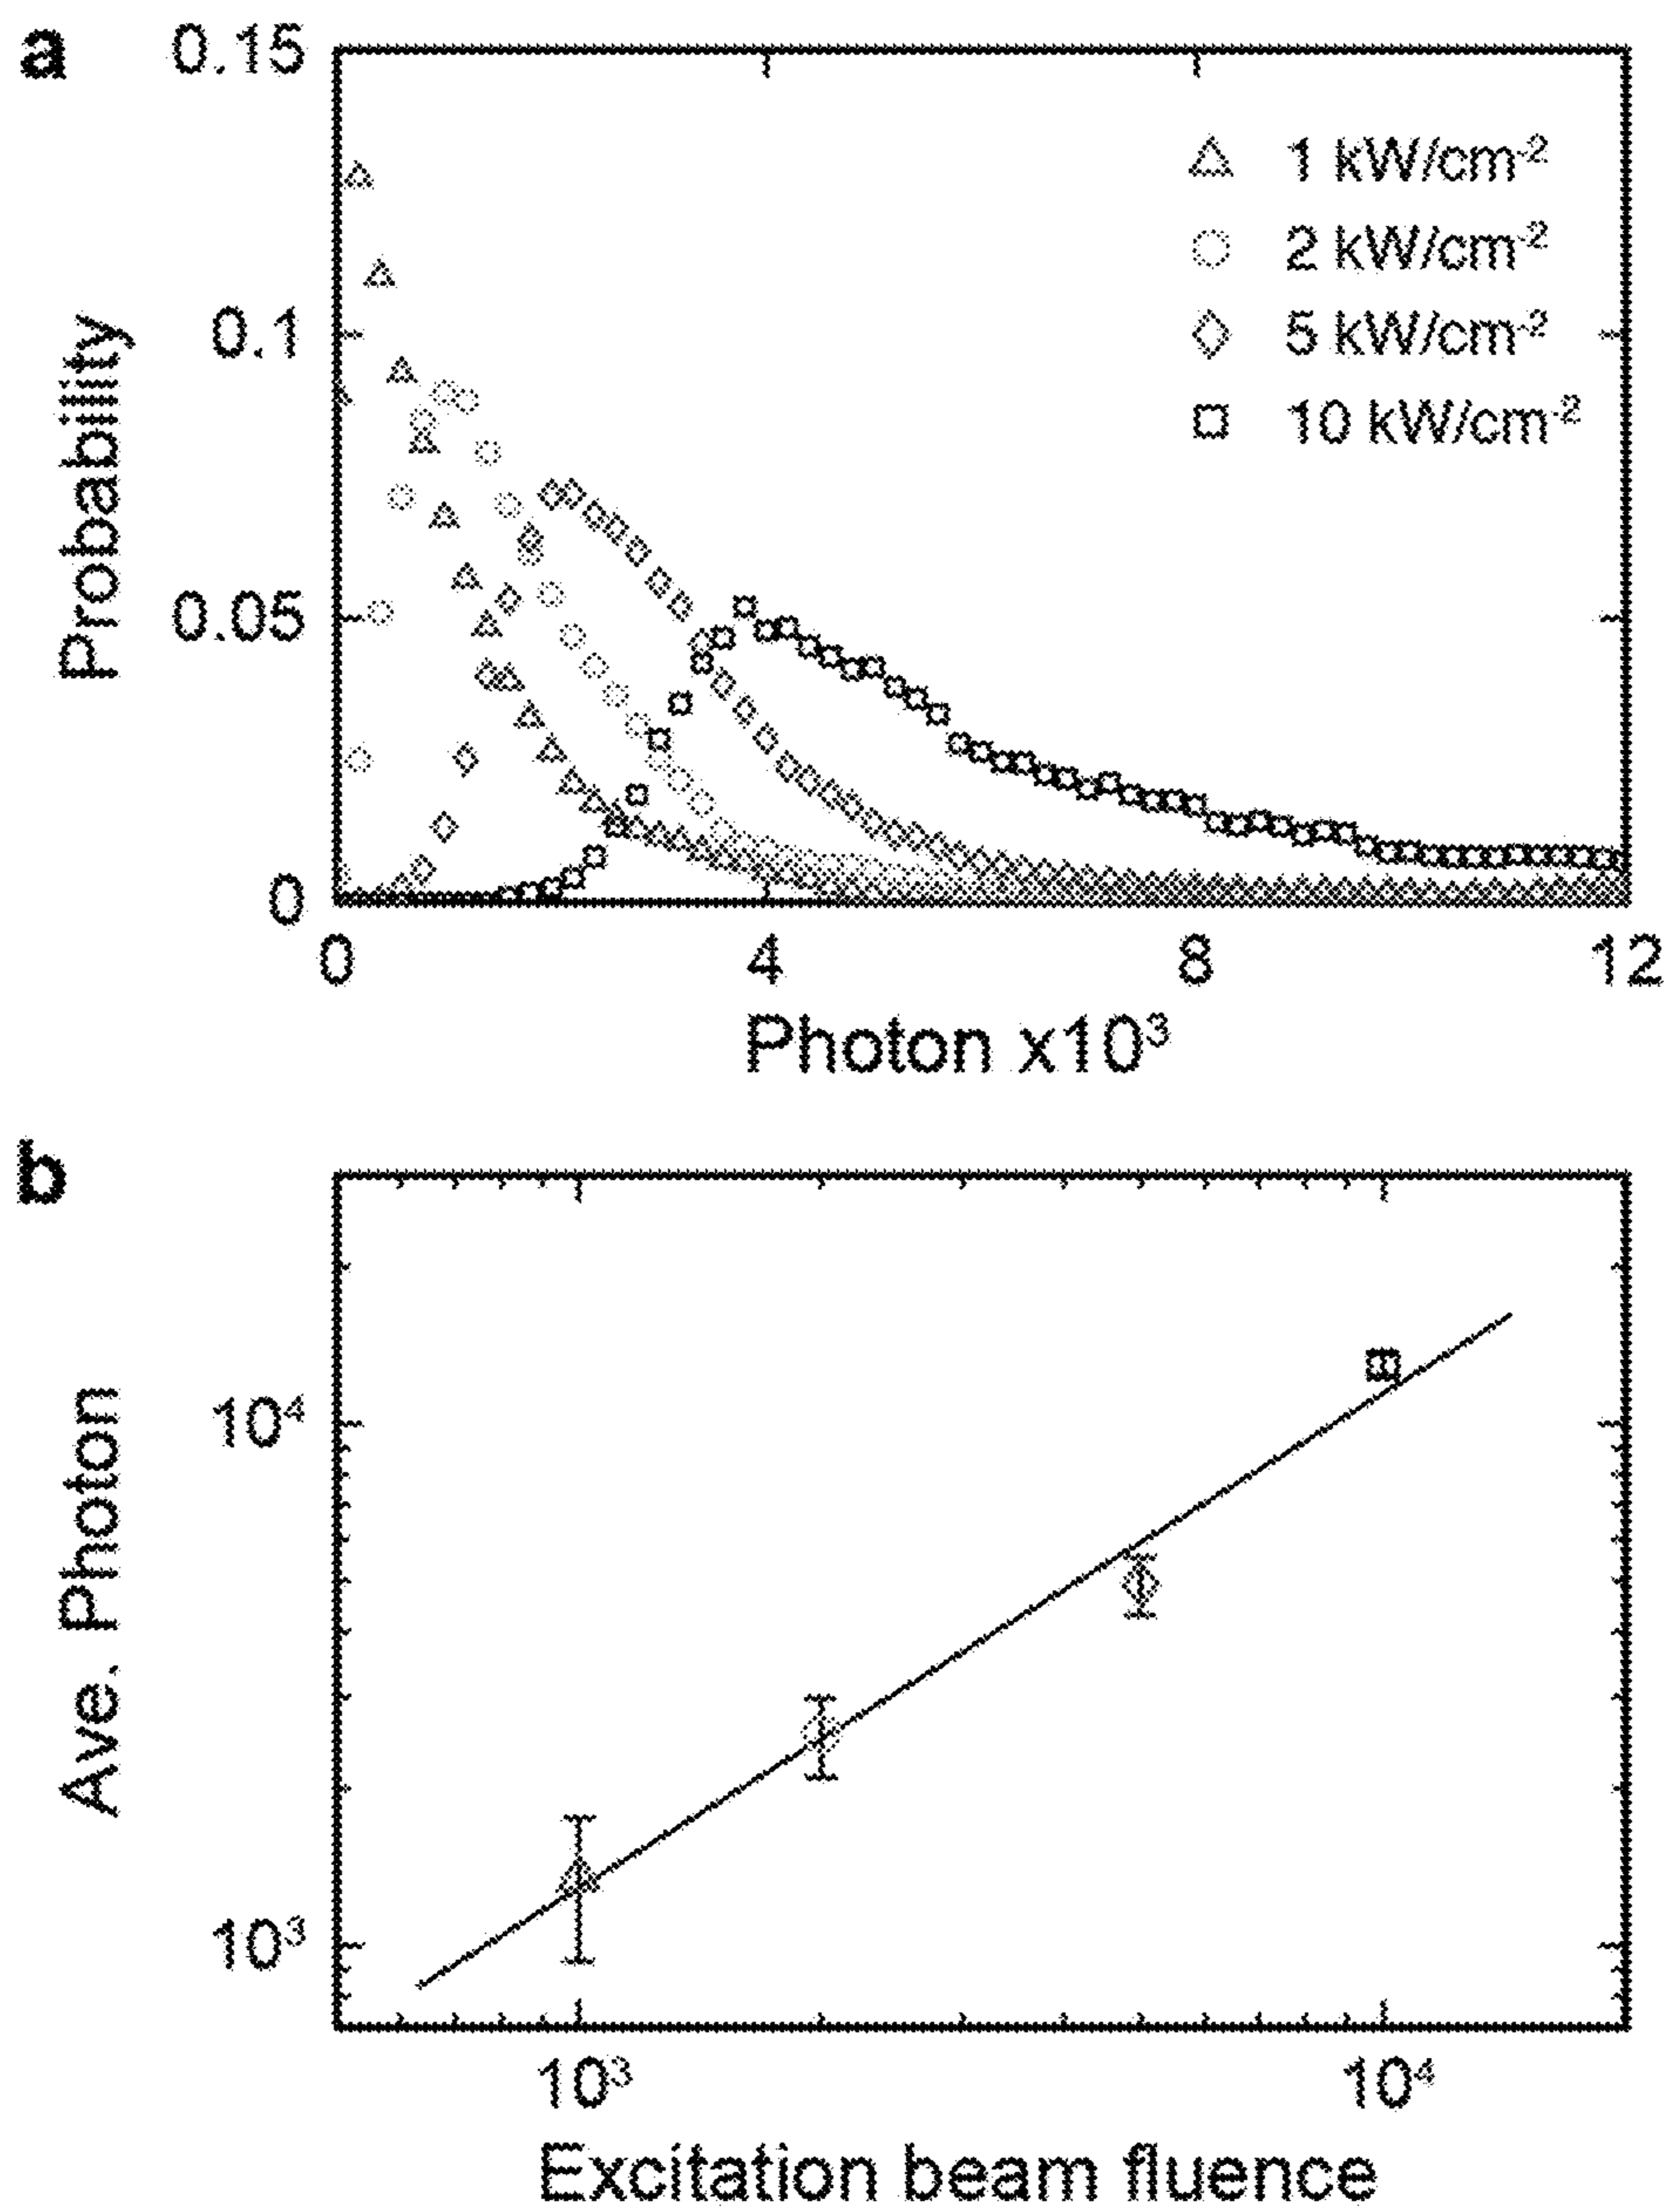 a
0.15
0.1
0.05
0
Probability
1 kW/cm⁻²
2 kW/cm⁻²
5 kW/cm⁻²
10 kW/cm⁻²
0 4 8 12
Photon x10³
b
10⁴
10³
Ave. Photon
10³ 10⁴
Excitation beam fluence